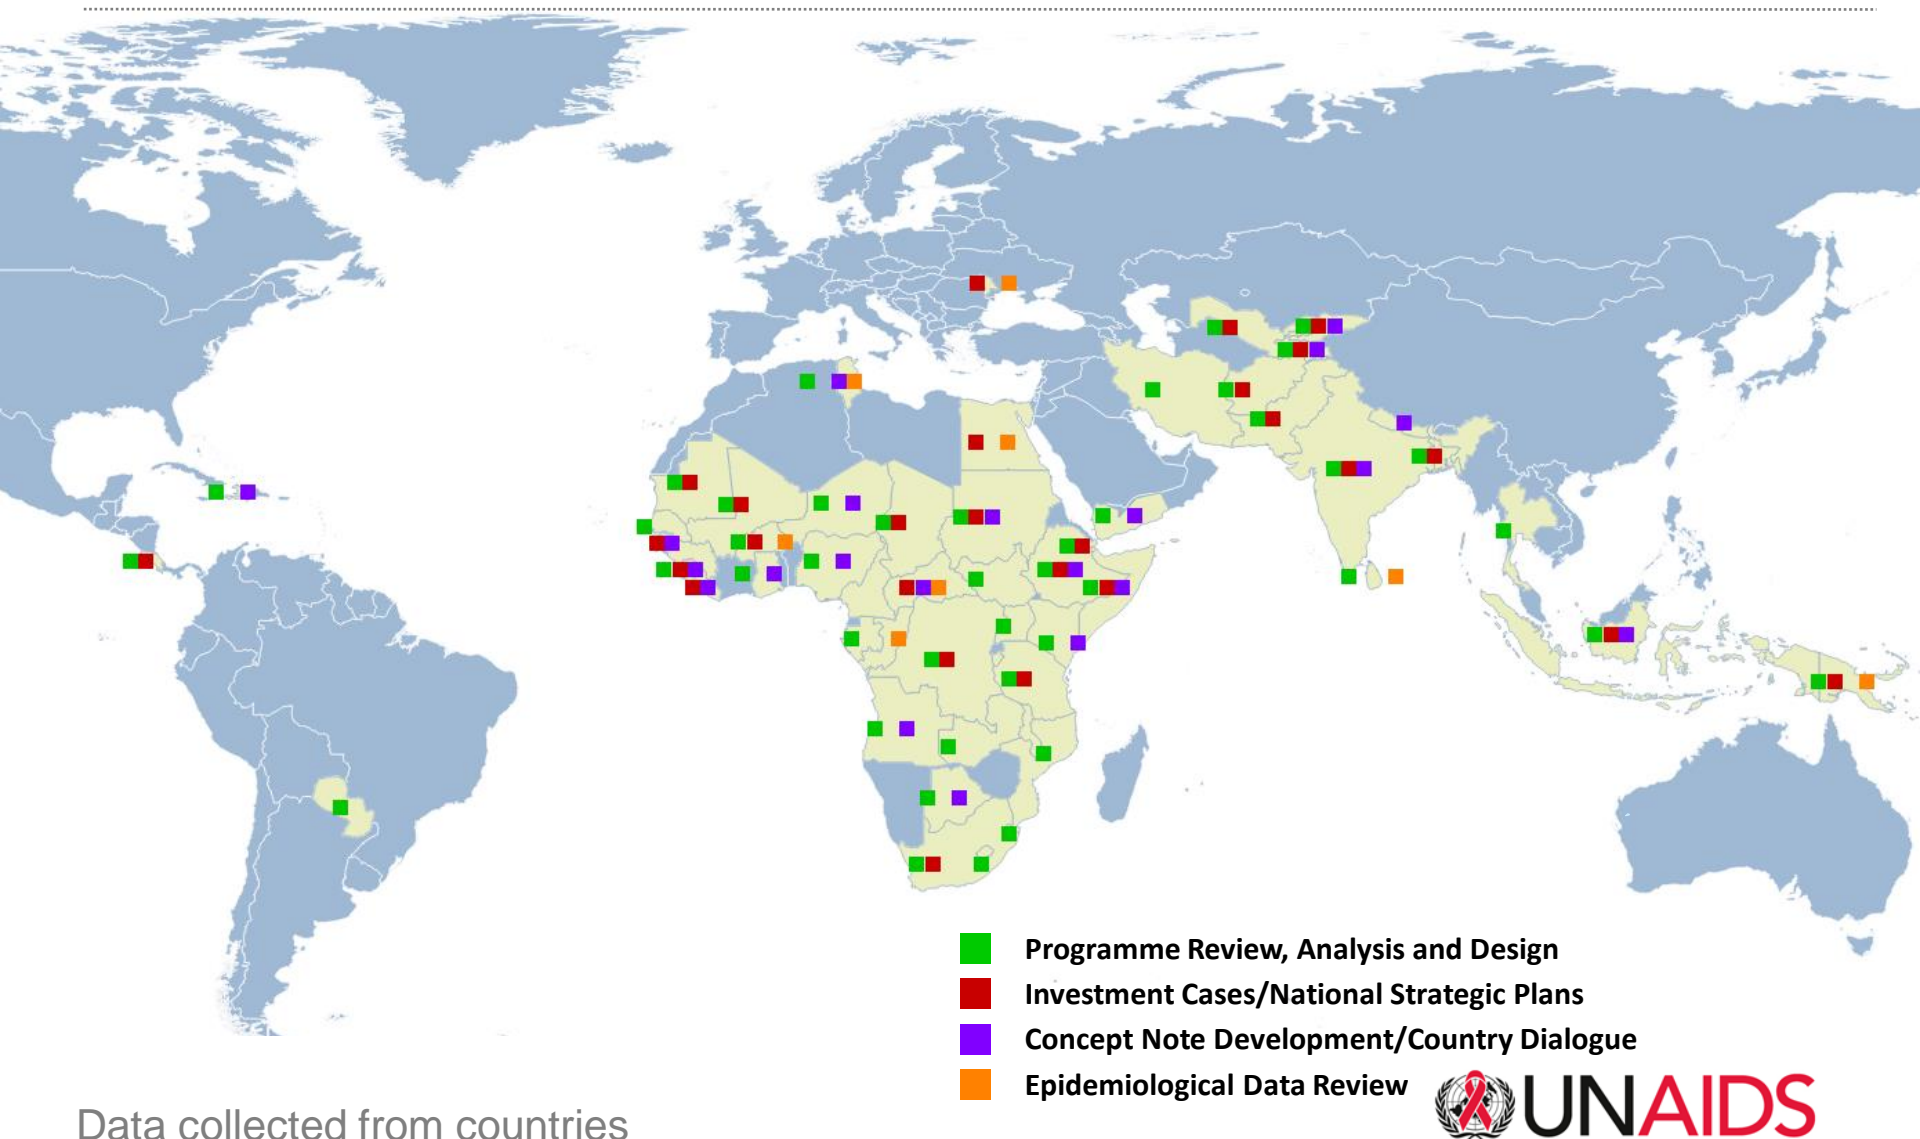 Programme Review, Analysis and Design
Investment Cases/National Strategic Plans
Concept Note Development/Country Dialogue
Epidemiological Data Review
UNAIDS
Data collected from countries